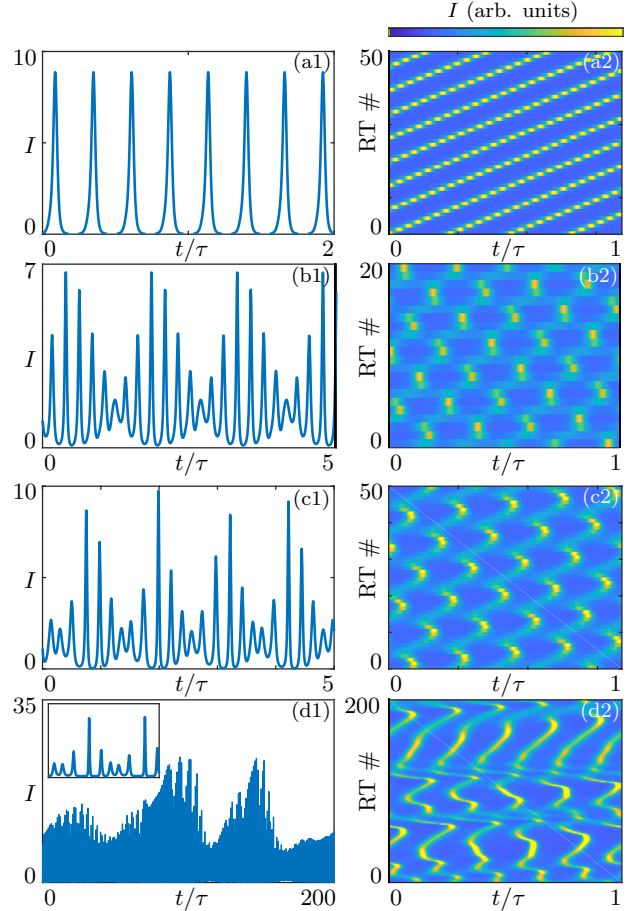 I (arb. units)
10
I
0
(a1)
0
t/τ
2
50
RT #
0
(a2)
0
t/τ
1
7
I
0
(b1)
0
t/τ
5
20
RT #
0
(b2)
0
t/τ
1
10
I
0
(c1)
0
t/τ
5
50
RT #
0
(c2)
0
t/τ
1
35
I
0
(d1)
0
t/τ
200
200
RT #
0
(d2)
0
t/τ
1